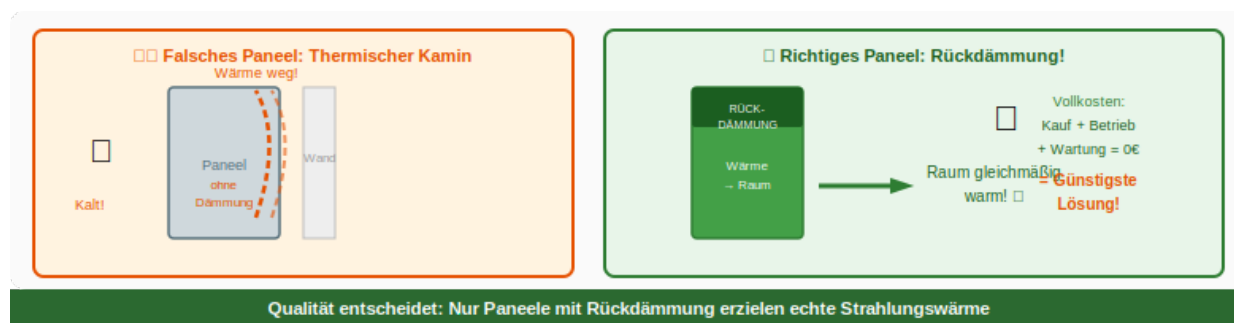 Falsches Paneel: Thermischer Kamin
Wärme weg!
Paneel
ohne
Dämmung
Wand
Kalt!
Richtiges Paneel: Rückdämmung!
RÜCK-
DÄMMUNG
Wärme
→ Raum
Raum gleichmäßig
warm!
Vollkosten:
Kauf + Betrieb
+ Wartung = 0€
= Günstigste
Lösung!
Qualität entscheidet: Nur Paneele mit Rückdämmung erzielen echte Strahlungswärme